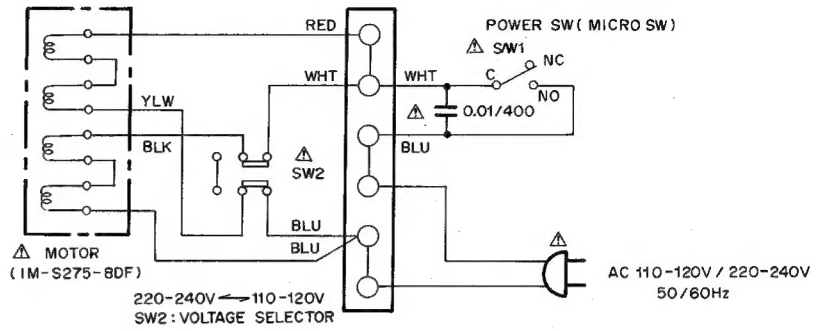 RED
POWER SW( MICRO SW)
SW1
NC
WHT
WHT
C
NO
YLW
0.01/400
BLK
SW2
BLU
BLU
BLU
MOTOR
(IM-S275-8DF)
AC 110-120V / 220-240V
50/60Hz
220-240V ⟷ 110-120V
SW2 : VOLTAGE SELECTOR